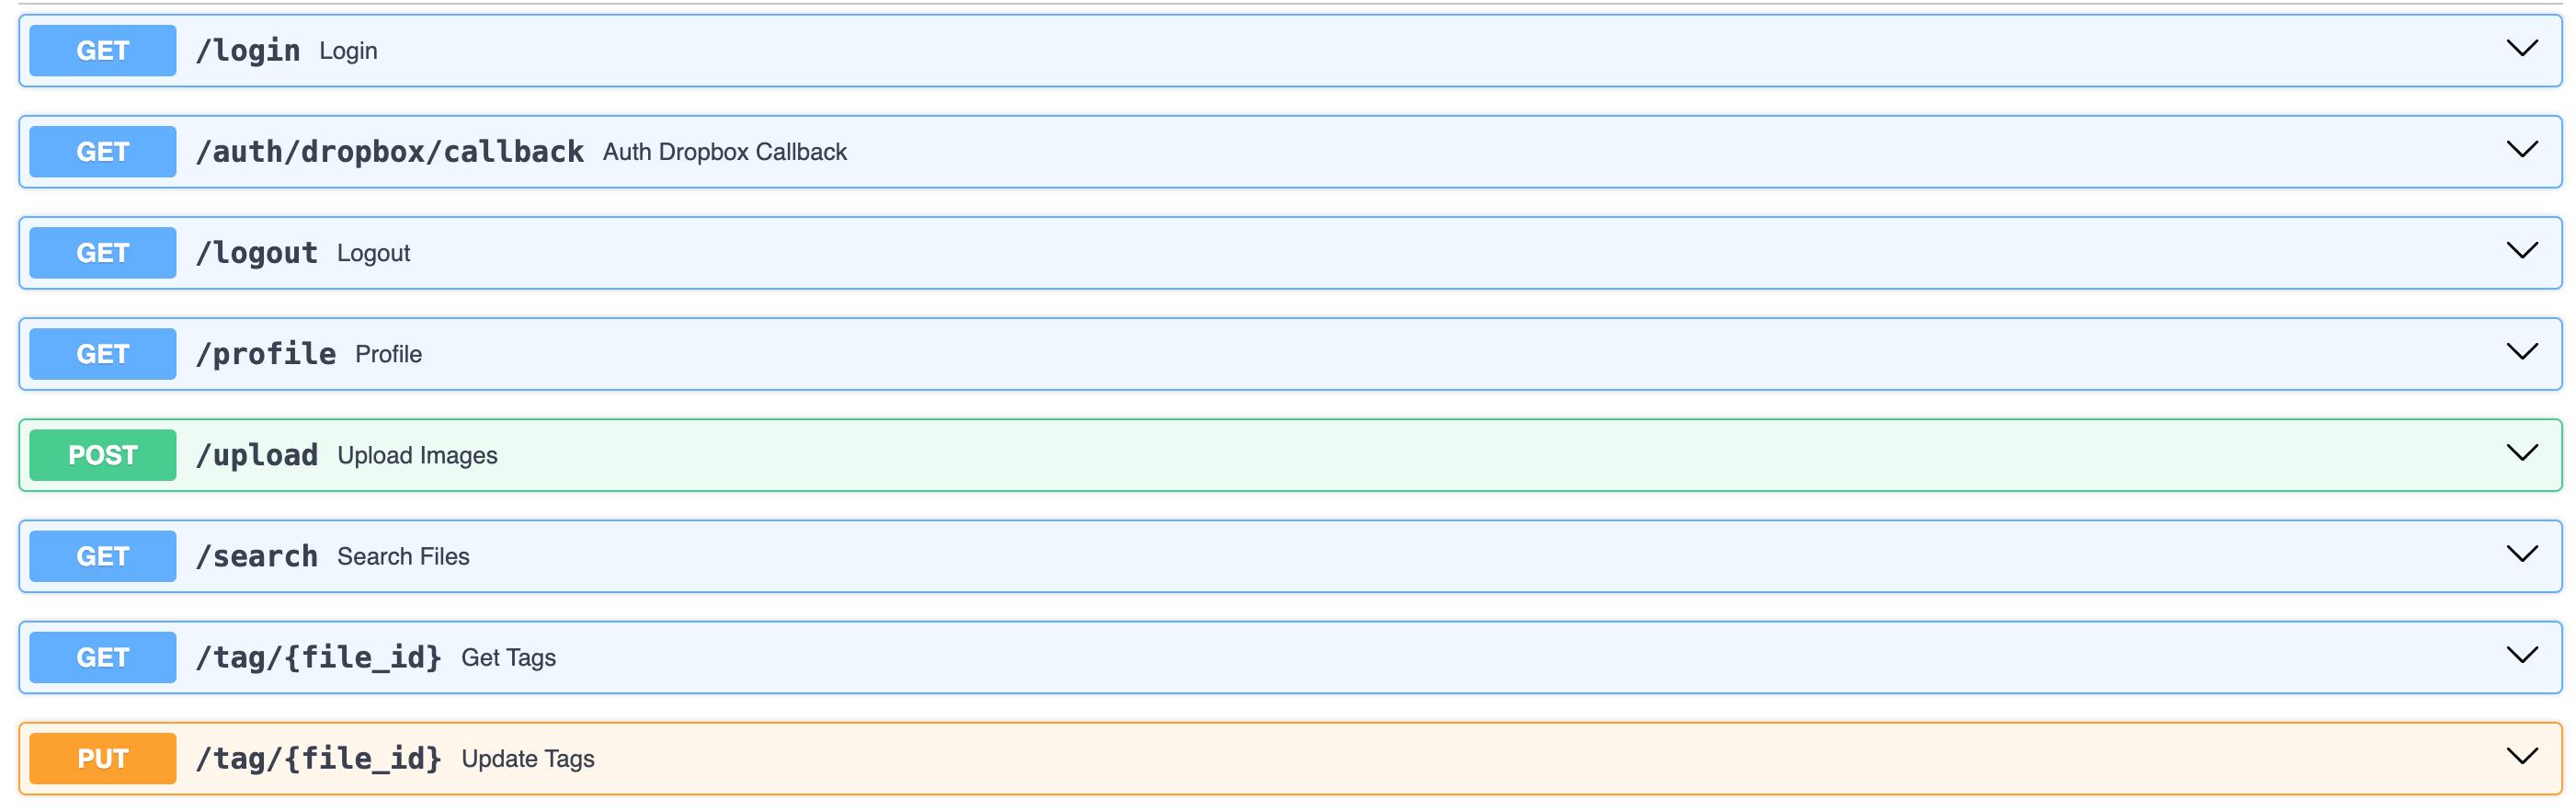 GET /login Login
GET /auth/dropbox/callback Auth Dropbox Callback
GET /logout Logout
GET /profile Profile
POST /upload Upload Images
GET /search Search Files
GET /tag/{file_id} Get Tags
PUT /tag/{file_id} Update Tags